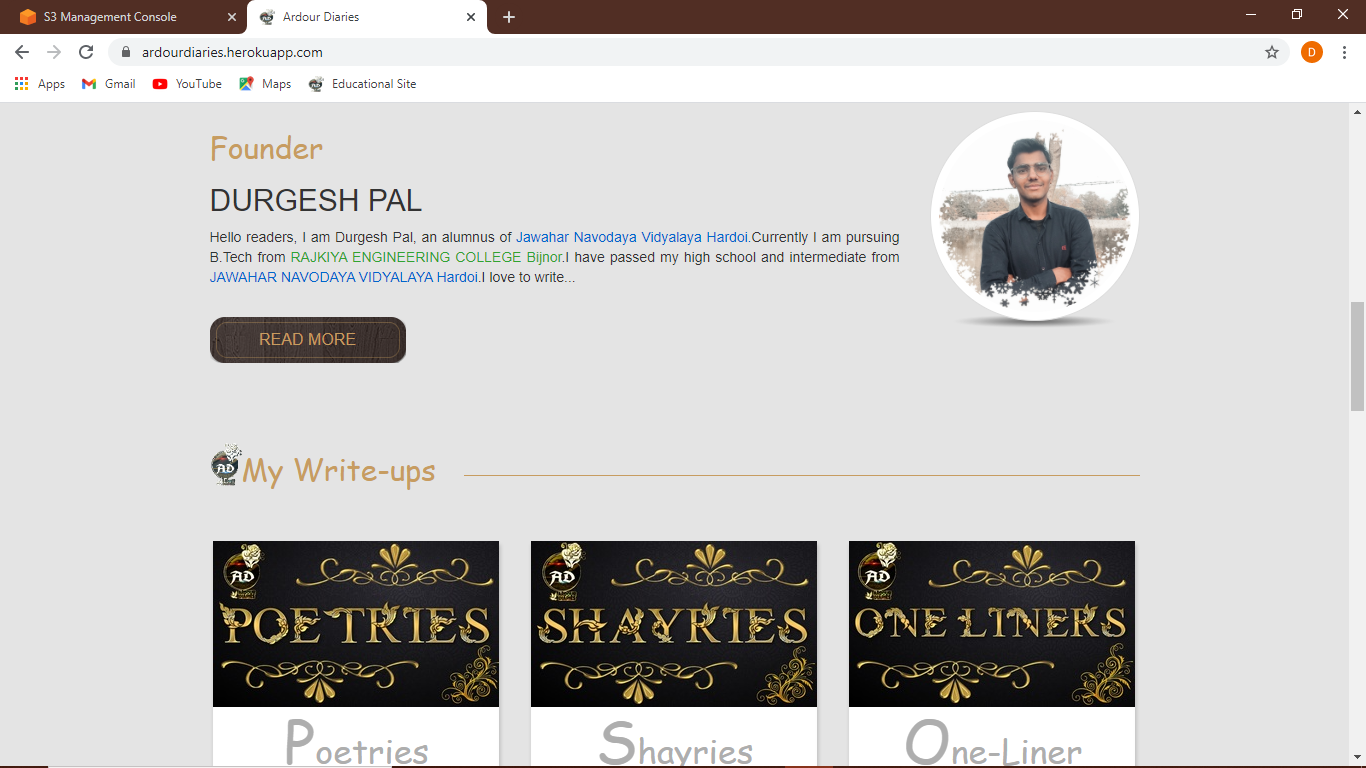 S3 Management Console
Ardour Diaries
ardourdiaries.herokuapp.com
D
Apps
Gmail
YouTube
Maps
Educational Site
Founder
DURGESH PAL
Hello readers, I am Durgesh Pal, an alumnus of Jawahar Navodaya Vidyalaya Hardoi.Currently I am pursuing
B.Tech from RAJKIYA ENGINEERING COLLEGE Bijnor.I have passed my high school and intermediate from
JAWAHAR NAVODAYA VIDYALAYA Hardoi.I love to write...
READ MORE
AD
My Write-ups
AD
POETRIES
AD
SHAYRIES
AD
ONE LINERS
Poetries
Shayries
One-Liner